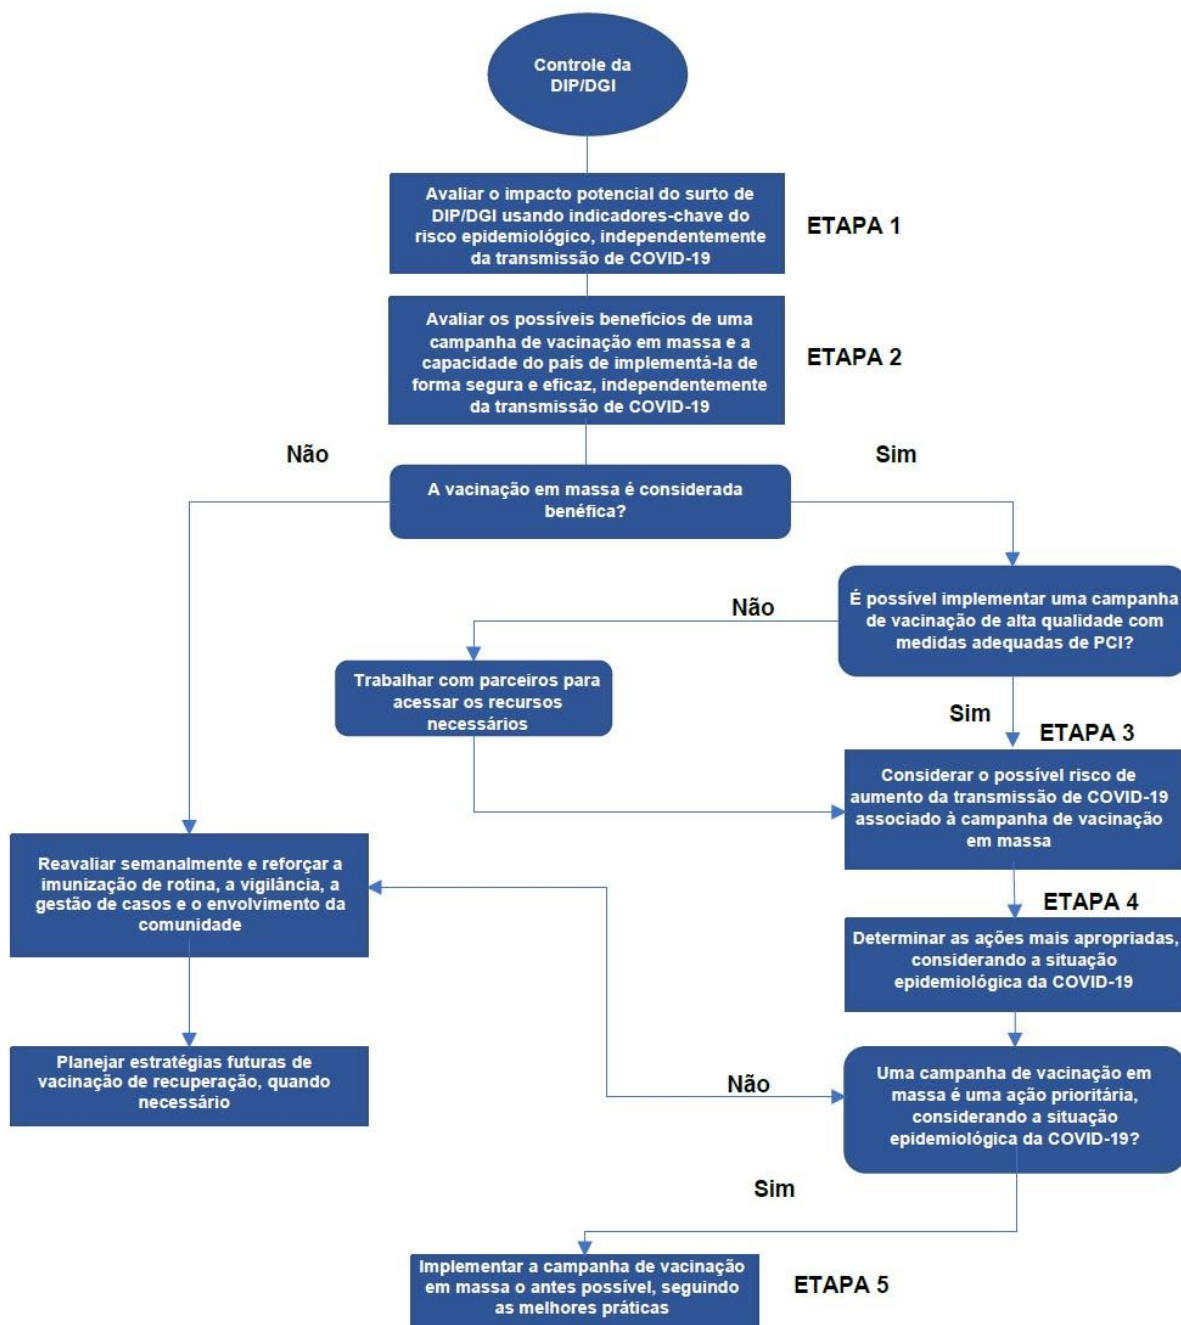 Controle da
DIP/DGI
Avaliar o impacto potencial do surto de
DIP/DGI usando indicadores-chave do
risco epidemiológico, independentemente
da transmissão de COVID-19
ETAPA 1
Avaliar os possíveis benefícios de uma
campanha de vacinação em massa e a
capacidade do país de implementá-la de
forma segura e eficaz, independentemente
da transmissão de COVID-19
ETAPA 2
Não
Sim
A vacinação em massa é considerada
benéfica?
É possível implementar uma campanha
de vacinação de alta qualidade com
medidas adequadas de PCI?
Não
Trabalhar com parceiros para
acessar os recursos
necessários
Sim
ETAPA 3
Considerar o possível risco de
aumento da transmissão de COVID-19
associado à campanha de vacinação
em massa
Reavaliar semanalmente e reforçar a
imunização de rotina, a vigilância, a
gestão de casos e o envolvimento da
comunidade
ETAPA 4
Determinar as ações mais apropriadas,
considerando a situação
epidemiológica da COVID-19
Planejar estratégias futuras de
vacinação de recuperação, quando
necessário
Não
Uma campanha de vacinação em
massa é uma ação prioritária,
considerando a situação
epidemiológica da COVID-19?
Sim
Implementar a campanha de vacinação
em massa o antes possível, seguindo
as melhores práticas
ETAPA 5